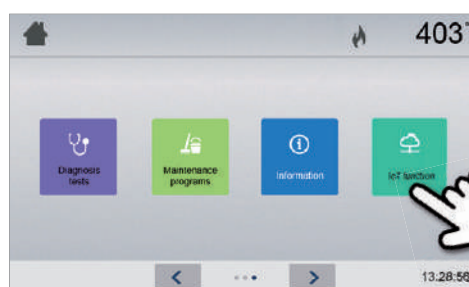 403°
Diagnosis
tests
Maintenance
programs
Information
IoT function
13:28:56